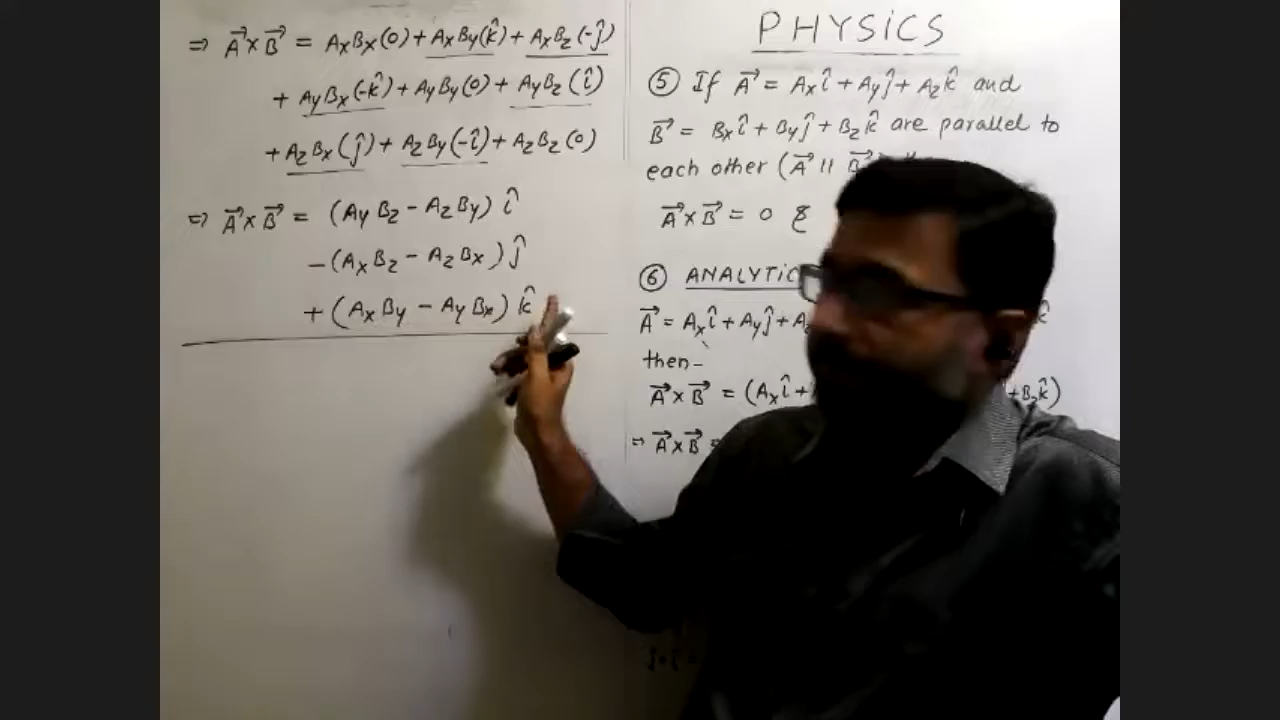 ⇒ A⃗×B⃗ = AxBx(0) + AxBy(k̂) + AxBz(-ĵ)
+ AyBx(-k̂) + AyBy(0) + AyBz(î)
+ AzBx(ĵ) + AzBy(-î) + AzBz(0)
⇒ A⃗×B⃗ = (AyBz - AzBy) î
-(AxBz - AzBx) ĵ
+ (AxBy - AyBx) k̂
PHYSICS
⑤ If A⃗ = Axî + Ayĵ + Azk̂ and
B⃗ = Bxî + Byĵ + Bzk̂ are parallel to
each other (A⃗ || B⃗
A⃗×B⃗ = 0
⑥ ANALYTIC
A⃗ = Axî + Ayĵ + A k̂
then-
A⃗×B⃗ = (Axî + +Bzk̂)
⇒ A⃗×B⃗ =